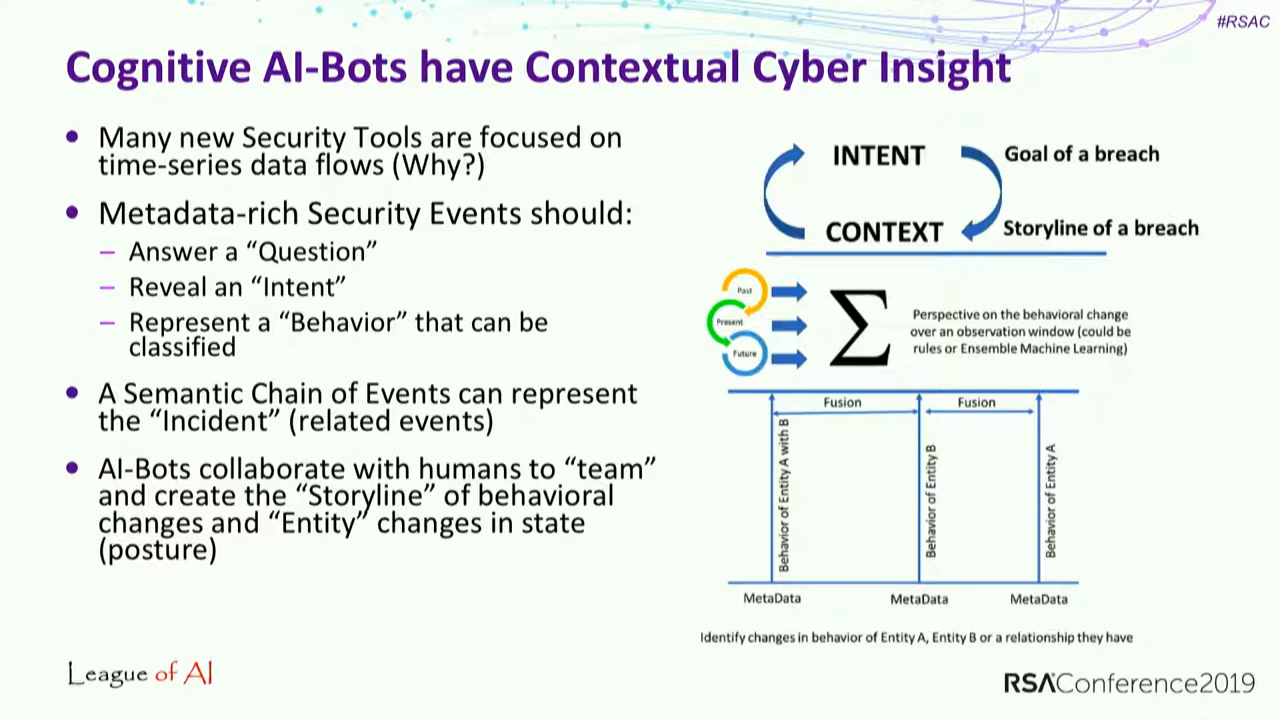 #RSAC
Cognitive AI-Bots have Contextual Cyber Insight
• Many new Security Tools are focused on
time-series data flows (Why?)
• Metadata-rich Security Events should:
– Answer a “Question”
– Reveal an “Intent”
– Represent a “Behavior” that can be
classified
• A Semantic Chain of Events can represent
the “Incident” (related events)
• AI-Bots collaborate with humans to “team”
and create the “Storyline” of behavioral
changes and “Entity” changes in state
(posture)
INTENT
Goal of a breach
CONTEXT
Storyline of a breach
Past
Present
Future
Σ
Perspective on the behavioral change
over an observation window (could be
rules or Ensemble Machine Learning)
Fusion
Fusion
Behavior of Entity A with B
Behavior of Entity B
Behavior of Entity A
MetaData
MetaData
MetaData
Identify changes in behavior of Entity A, Entity B or a relationship they have
League of AI
RSAConference2019